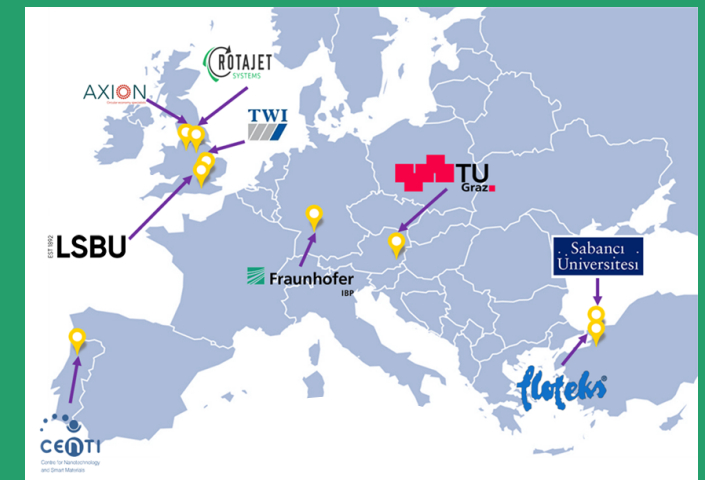 ROTAJET
SYSTEMS
AXION
TWI
TU
Graz
EST 1892
LSBU
. . Sabancı .
Üniversitesi
Fraunhofer
IBP
floteks®
CENTI
Centre for Nanotechnology
and Smart Materials